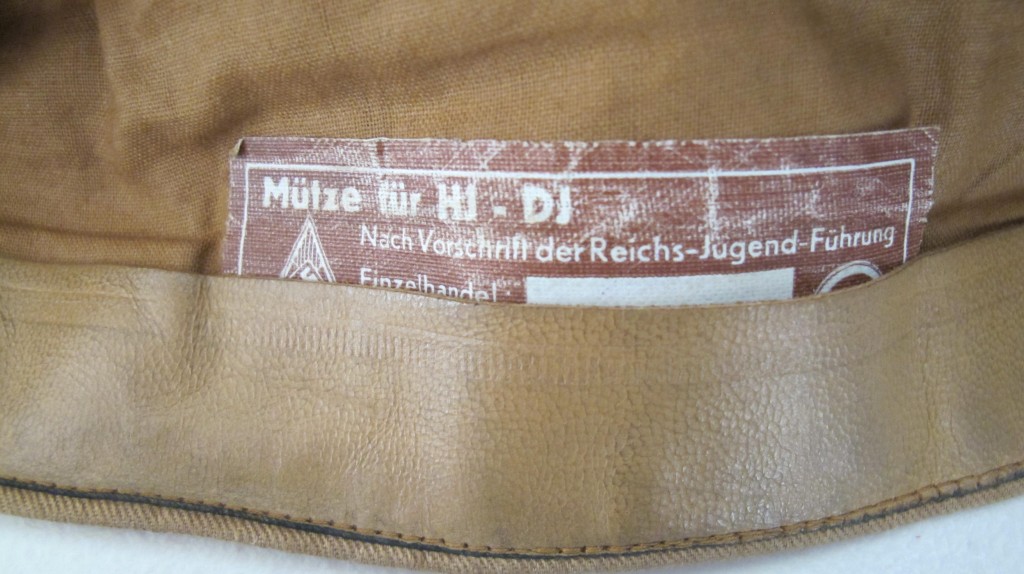 Mütze für HJ - DJ
Nach Vorschrift der Reichs-Jugend-Führung
Einzelhandel